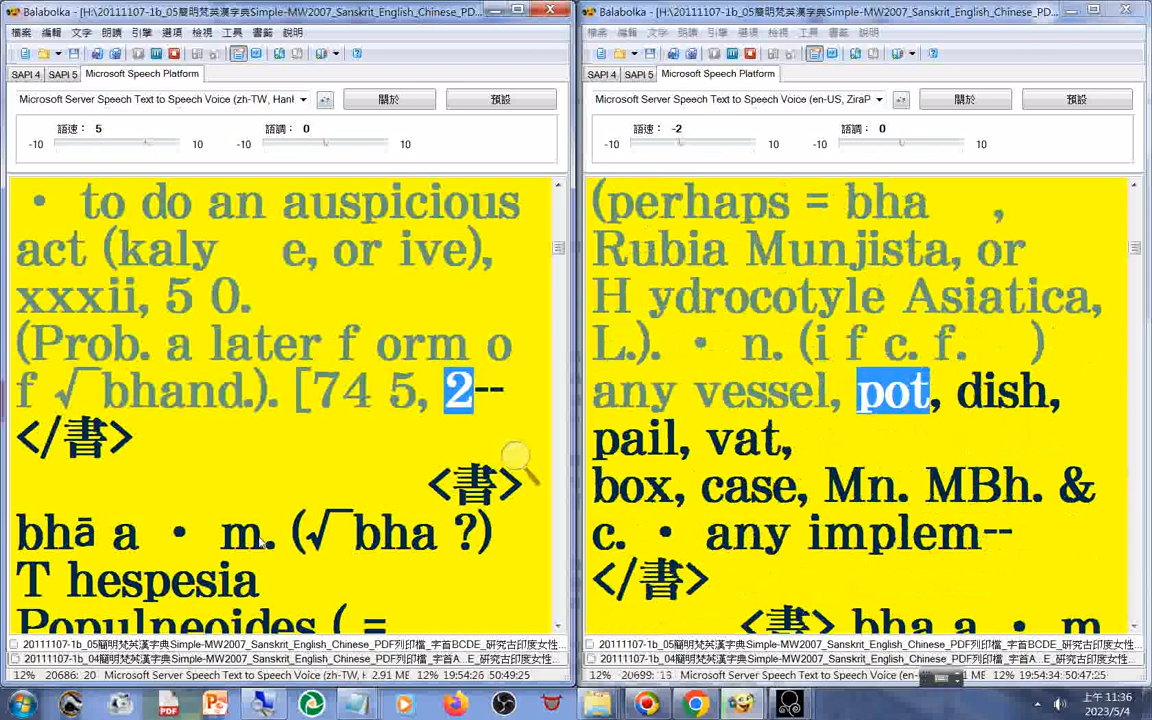 Balabolka - [H:\20111107-1b_05簡明梵英漢字典Simple-MW2007_Sanskrit_English_Chinese_PD...
檔案 編輯 文字 朗讀 引擎 選項 檢視 工具 書籤 說明
SAPI 4 SAPI 5 Microsoft Speech Platform
Microsoft Server Speech Text to Speech Voice (zh-TW, Hanl
關於 預設
語速: 5 語調: 0
-10 10 -10 10
• to do an auspicious
act (kaly e, or ive),
xxxii, 5 0.
(Prob. a later f orm o
f √bhand.). [74 5, 2--
</書>
<書>
bhā a • m. (√bha ?)
T hespesia
Populneoides ( =
20111107-1b_05簡明梵英漢字典Simple-MW2007_Sanskrit_English_Chinese_PDF列印檔_字首BCDE_研究古印度女性...
20111107-1b_04簡明梵英漢字典Simple-MW2007_Sanskrit_English_Chinese_PDF列印檔_字首A...E_研究古印度女性...
12% 20686: 20 Microsoft Server Speech Text to Speech Voice (zh-TW, 2.91 ME 12% 19:54:26 50:49:25
Balabolka - [H:\20111107-1b_05簡明梵英漢字典Simple-MW2007_Sanskrit_English_Chinese_PD...
檔案 編輯 文字 朗讀 引擎 選項 檢視 工具 書籤 說明
SAPI 4 SAPI 5 Microsoft Speech Platform
Microsoft Server Speech Text to Speech Voice (en-US, ZiraP
關於 預設
語速: -2 語調: 0
-10 10 -10 10
(perhaps = bha ,
Rubia Munjista, or
H ydrocotyle Asiatica,
L.). • n. (i f c. f. )
any vessel, pot, dish,
pail, vat,
box, case, Mn. MBh. &
c. • any implem--
</書>
<書> bha a • m
20111107-1b_05簡明梵英漢字典Simple-MW2007_Sanskrit_English_Chinese_PDF列印檔_字首BCDE_研究古印度女性...
20111107-1b_04簡明梵英漢字典Simple-MW2007_Sanskrit_English_Chinese_PDF列印檔_字首A...E_研究古印度女性...
12% 20699: Microsoft Server Speech Text to Speech Voice (en-US, ME 12% 19:54:34 50:47:25
上午 11:36
2023/5/4